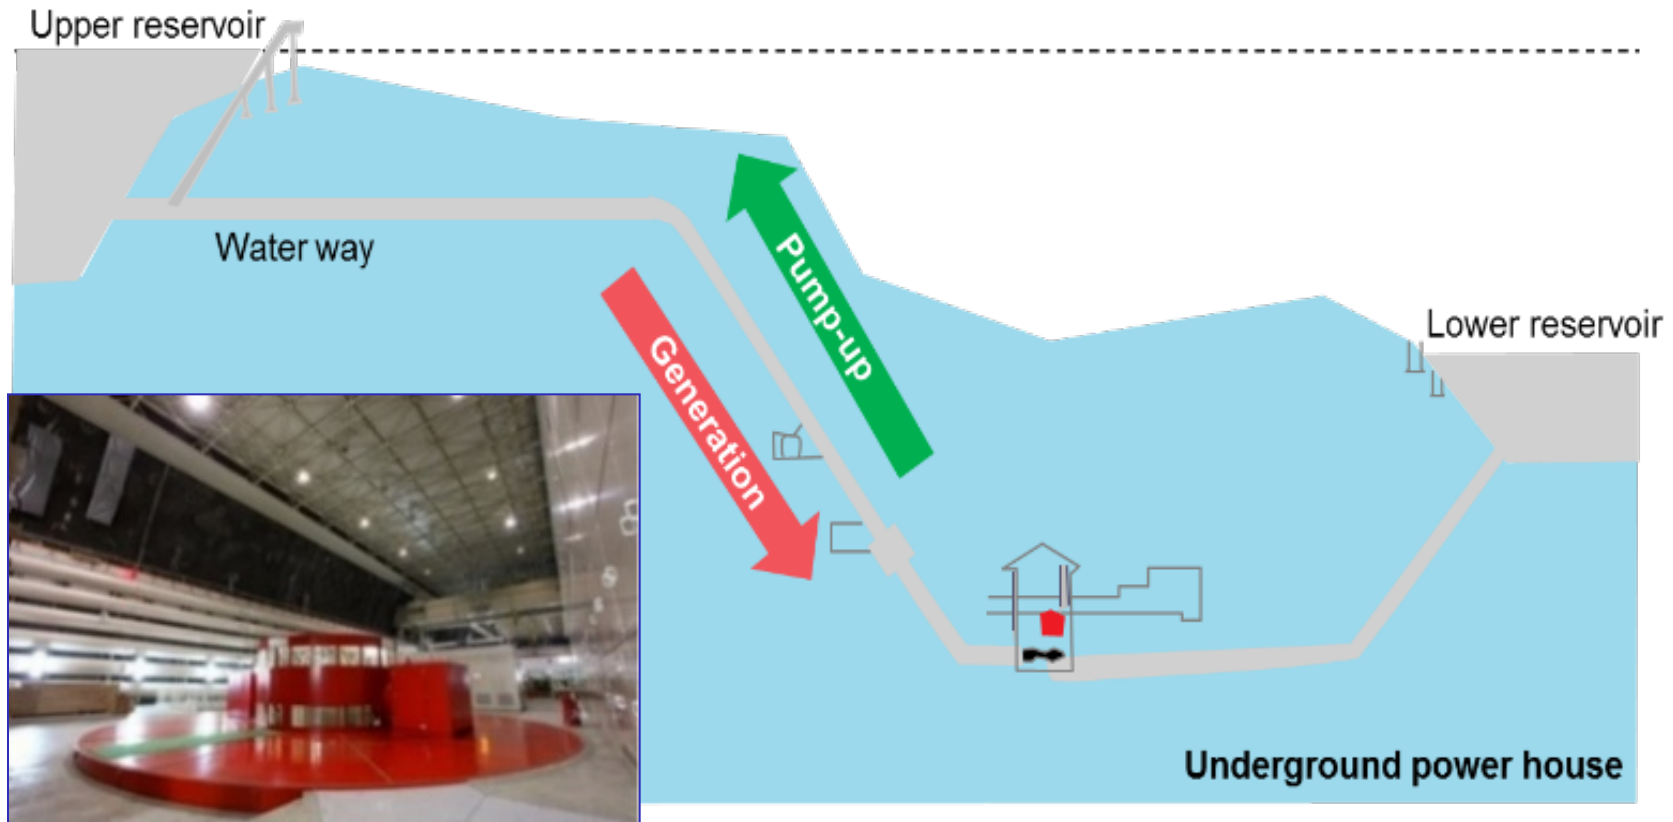 Upper reservoir
Water way
Pump-up
Generation
Lower reservoir
Underground power house